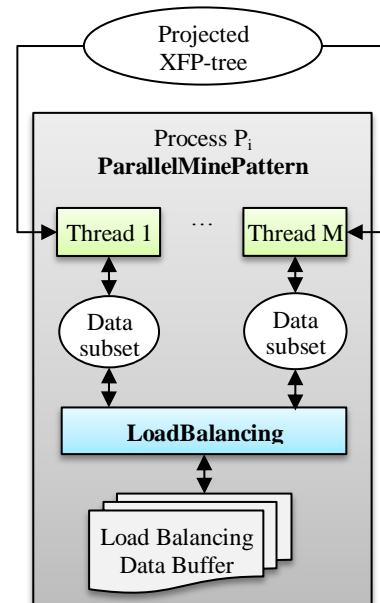 Projected
XFP-tree
Process Pi
ParallelMinePattern
Thread 1 ... Thread M
Data
subset
Data
subset
LoadBalancing
Load Balancing
Data Buffer